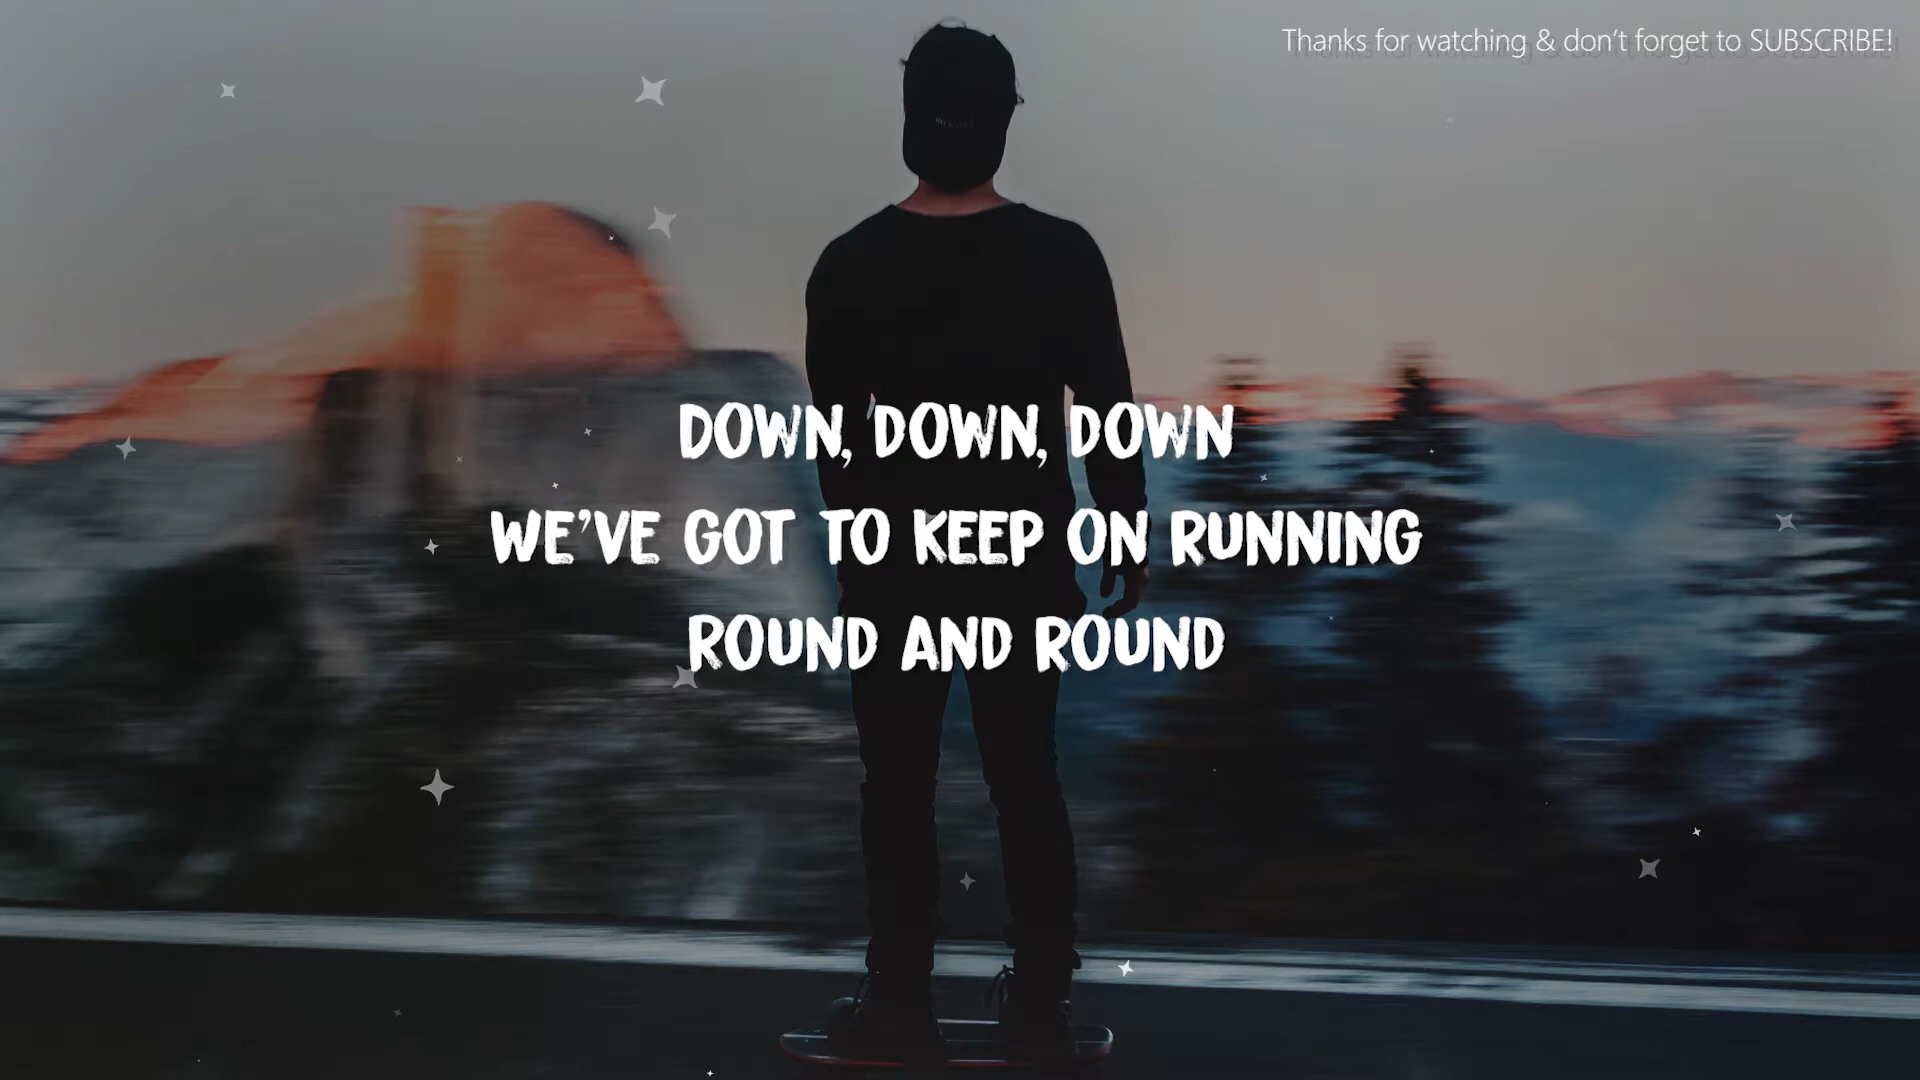 Thanks for watching & don't forget to SUBSCRIBE!
DOWN, DOWN, DOWN
WE'VE GOT TO KEEP ON RUNNING
ROUND AND ROUND